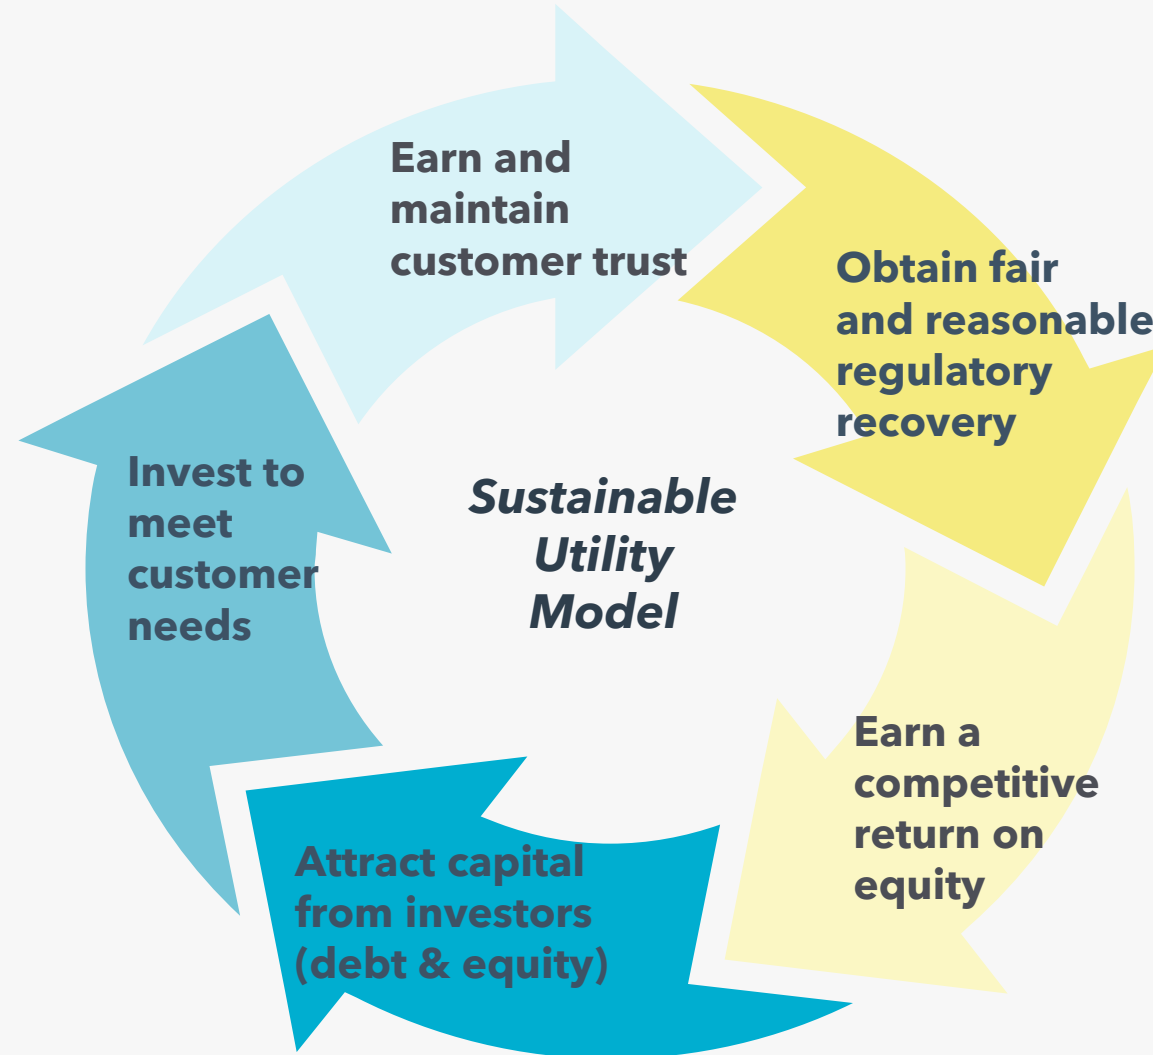 Earn and
maintain
customer trust
Obtain fair
and reasonable
regulatory
recovery
Earn a
competitive
return on
equity
Attract capital
from investors
(debt & equity)
Invest to
meet
customer
needs
Sustainable
Utility
Model